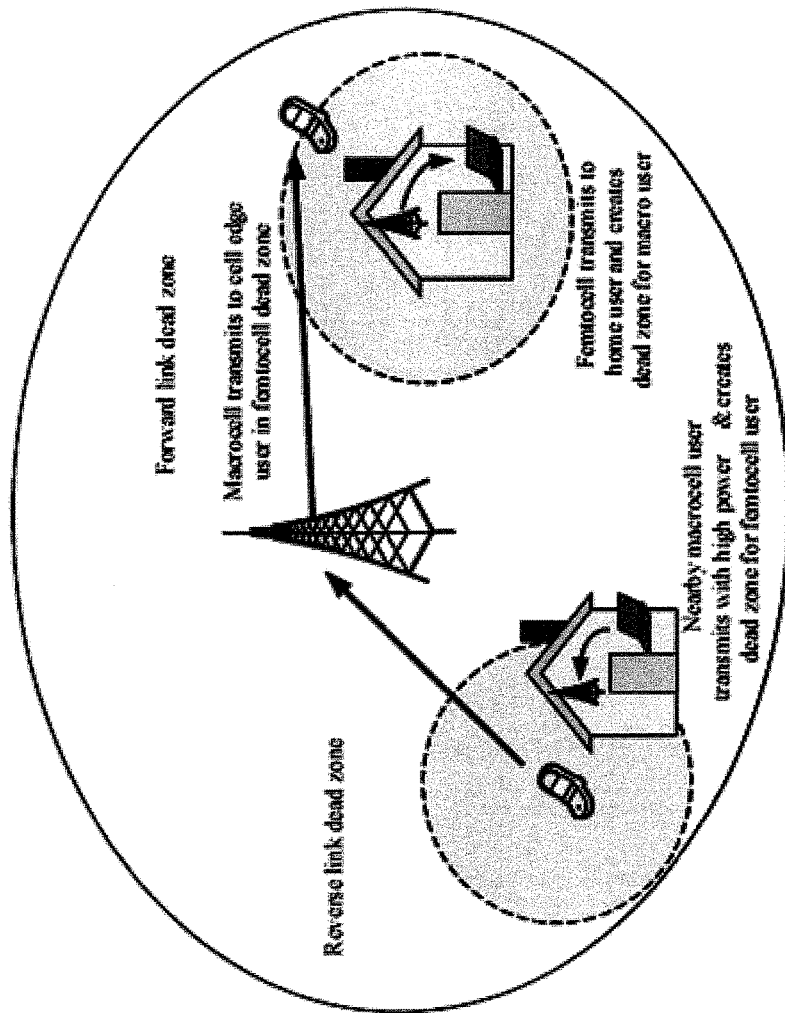 Reverse link dead zone
Forward link dead zone
Macrocell transmits to cell edge
user in femtocell dead zone
Nearby macrocell user
transmits with high power & creates
dead zone for femtocell user
Femtocell transmits to
home user and creates
dead zone for macro user